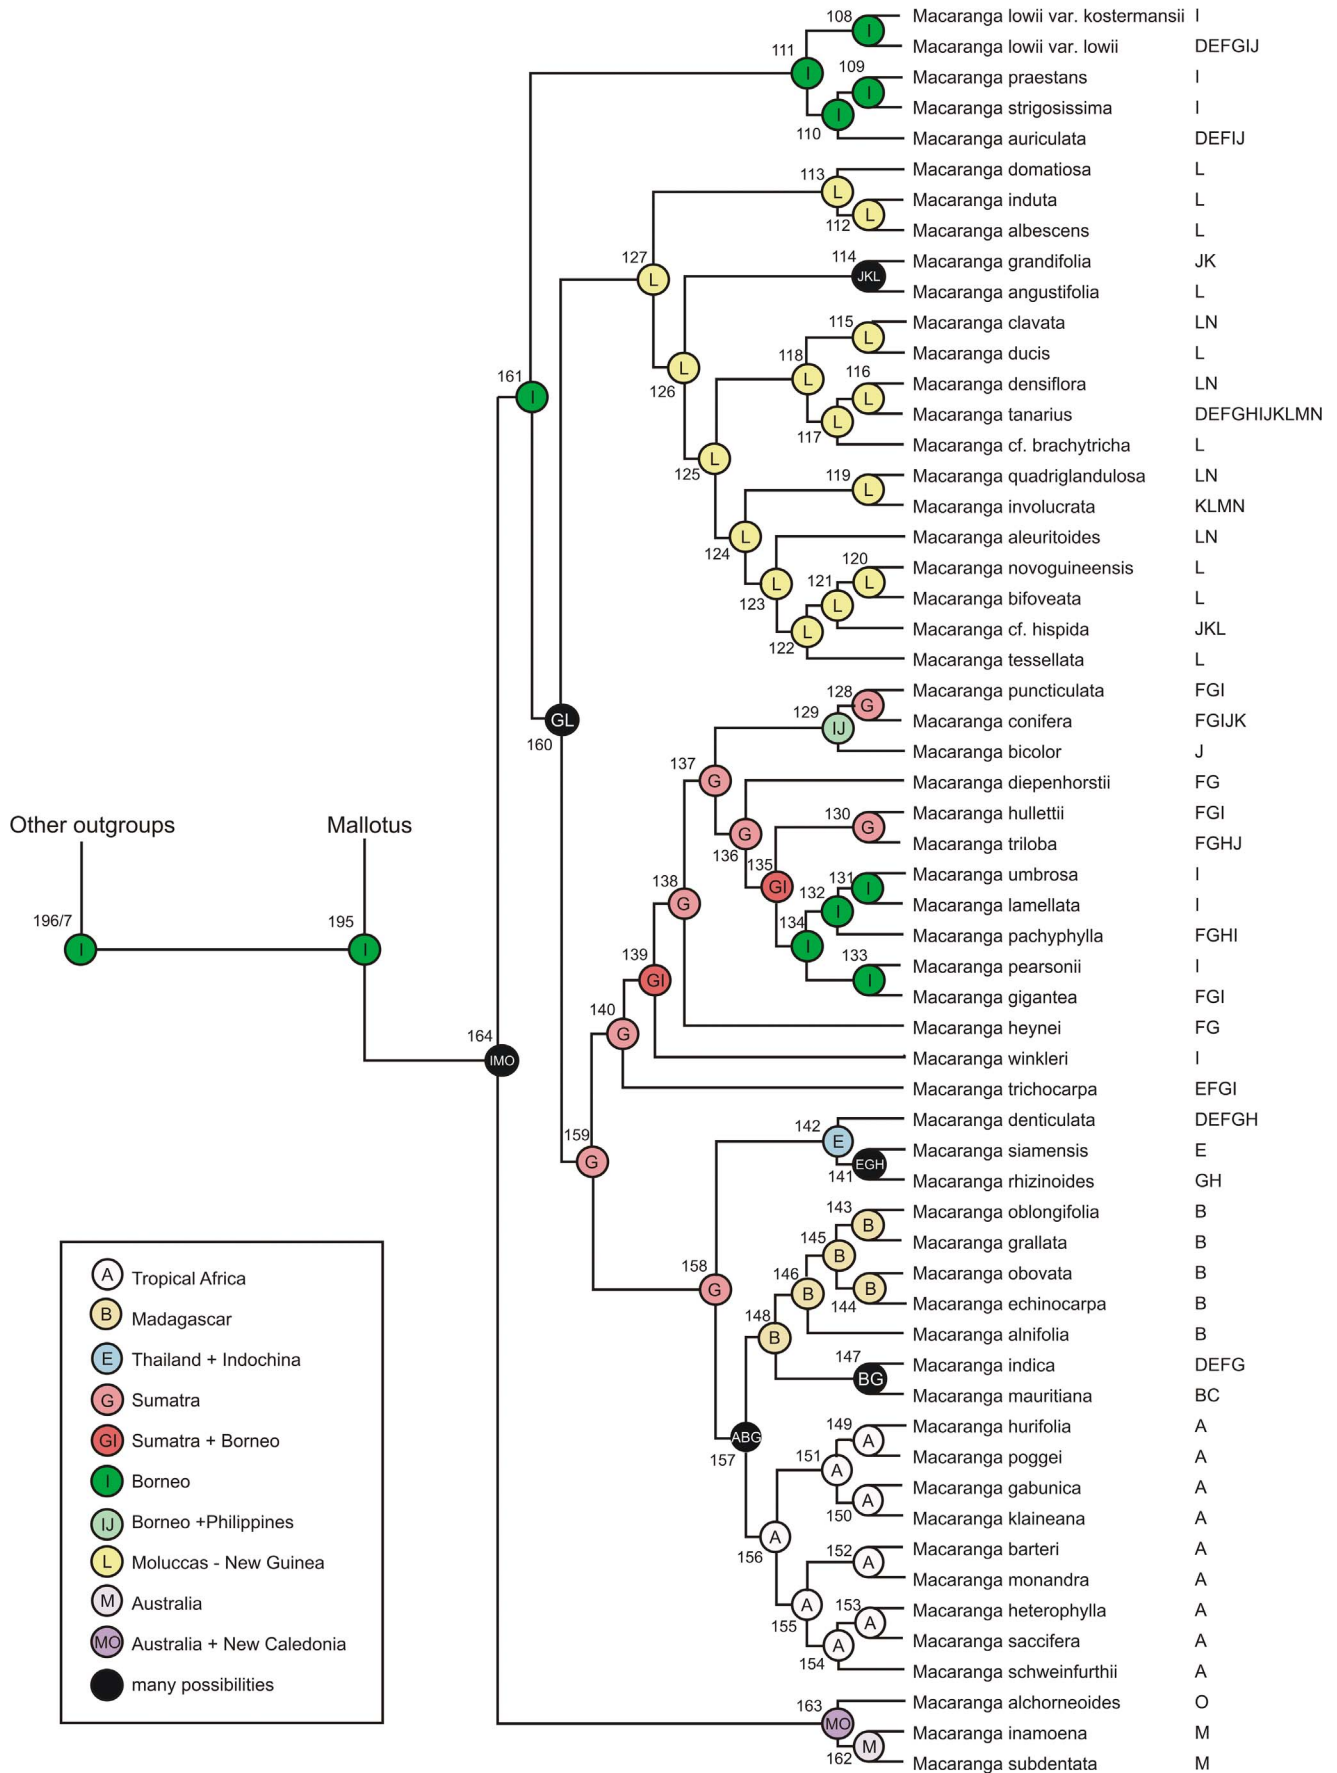 108
Macaranga lowii var. kostermansii I
I
Macaranga lowii var. lowii DEFGIJ
111
109
I
Macaranga praestans I
I
Macaranga strigosissima I
I
110
Macaranga auriculata DEFIJ
113
Macaranga domatiosa L
L
Macaranga induta L
L
112
Macaranga albescens L
127
L
114
Macaranga grandifolia JK
JKL
Macaranga angustifolia L
115
Macaranga clavata LN
L
Macaranga ducis L
118
L
116
Macaranga densiflora LN
L
126
L
Macaranga tanarius DEFGHIJKLMN
L
117
Macaranga cf. brachytricha L
161
I
125
L
119
Macaranga quadriglandulosa LN
L
Macaranga involucrata KLMN
124
L
Macaranga aleuritoides LN
120
Macaranga novoguineensis L
L
123
L
121
L
Macaranga bifoveata L
Macaranga cf. hispida JKL
122
L
Macaranga tessellata L
128
Macaranga puncticulata FGI
G
129
Macaranga conifera FGIJK
IJ
Macaranga bicolor J
GL
160
137
G
Macaranga diepenhorstii FG
130
Macaranga hullettii FGI
G
136
G
Macaranga triloba FGHJ
135
GI
131
Macaranga umbrosa I
I
132
Macaranga lamellata I
138
G
I
134
Macaranga pachyphylla FGHI
I
133
Macaranga pearsonii I
I
Macaranga gigantea FGI
139
GI
Macaranga heynei FG
140
G
Macaranga winkleri I
Macaranga trichocarpa EFGI
Other outgroups Mallotus
196/7
I
195
I
164
IMO
159
G
142
Macaranga denticulata DEFGH
E
Macaranga siamensis E
EGH
141
Macaranga rhizinoides GH
143
Macaranga oblongifolia B
B
145
Macaranga grallata B
B
158
G
146
Macaranga obovata B
B
B
144
Macaranga echinocarpa B
148
B
Macaranga alnifolia B
147
Macaranga indica DEFG
BG
Macaranga mauritiana BC
ABG
157
149
Macaranga hurifolia A
A
151
Macaranga poggei A
A
Macaranga gabunica A
A
150
Macaranga klaineana A
156
A
152
Macaranga barteri A
A
Macaranga monandra A
155
A
153
Macaranga heterophylla A
A
Macaranga saccifera A
154
A
Macaranga schweinfurthii A
163
Macaranga alchorneoides O
MO
Macaranga inamoena M
M
162
Macaranga subdentata M
A Tropical Africa
B Madagascar
E Thailand + Indochina
G Sumatra
GI Sumatra + Borneo
I Borneo
IJ Borneo +Philippines
L Moluccas - New Guinea
M Australia
MO Australia + New Caledonia
many possibilities